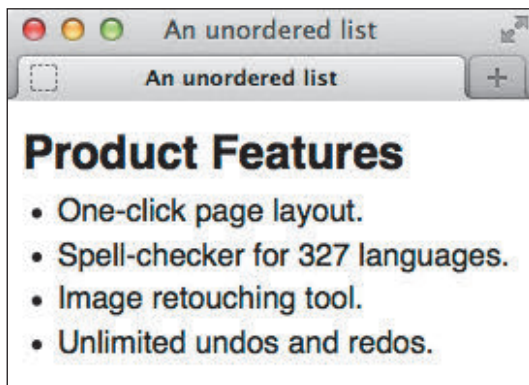 An unordered list
An unordered list
Product Features
• One-click page layout.
• Spell-checker for 327 languages.
• Image retouching tool.
• Unlimited undos and redos.